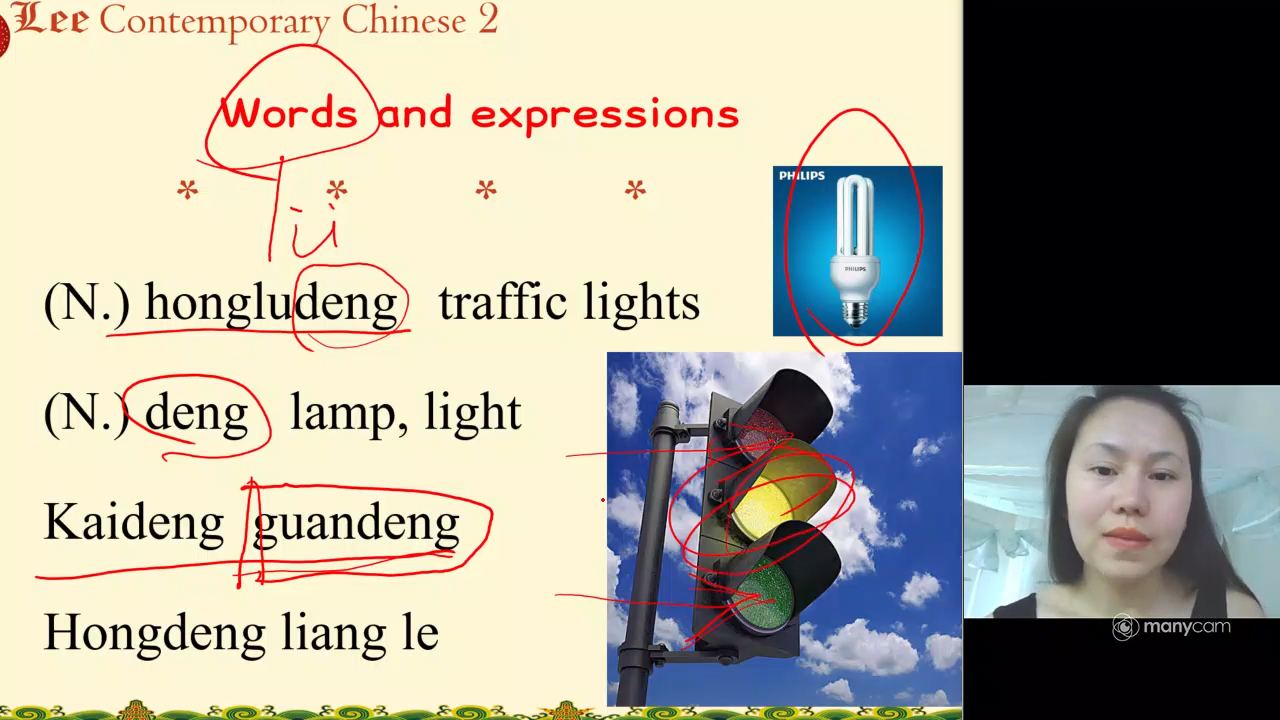 Lee Contemporary Chinese 2
Words and expressions
* * * *
ü
(N.) hongludeng traffic lights
(N.) deng lamp, light
Kaideng guandeng
Hongdeng liang le
PHILIPS
PHILIPS
manycam